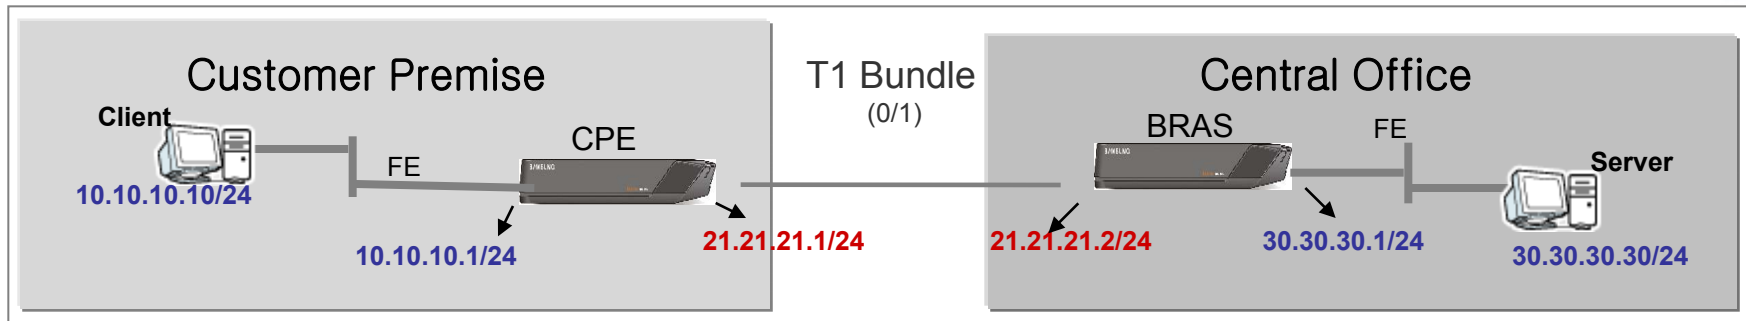 Customer Premise
T1 Bundle
(0/1)
Central Office
Client
CPE
BRAS
FE
FE
Server
10.10.10.10/24
10.10.10.1/24
21.21.21.1/24
21.21.21.2/24
30.30.30.1/24
30.30.30.30/24